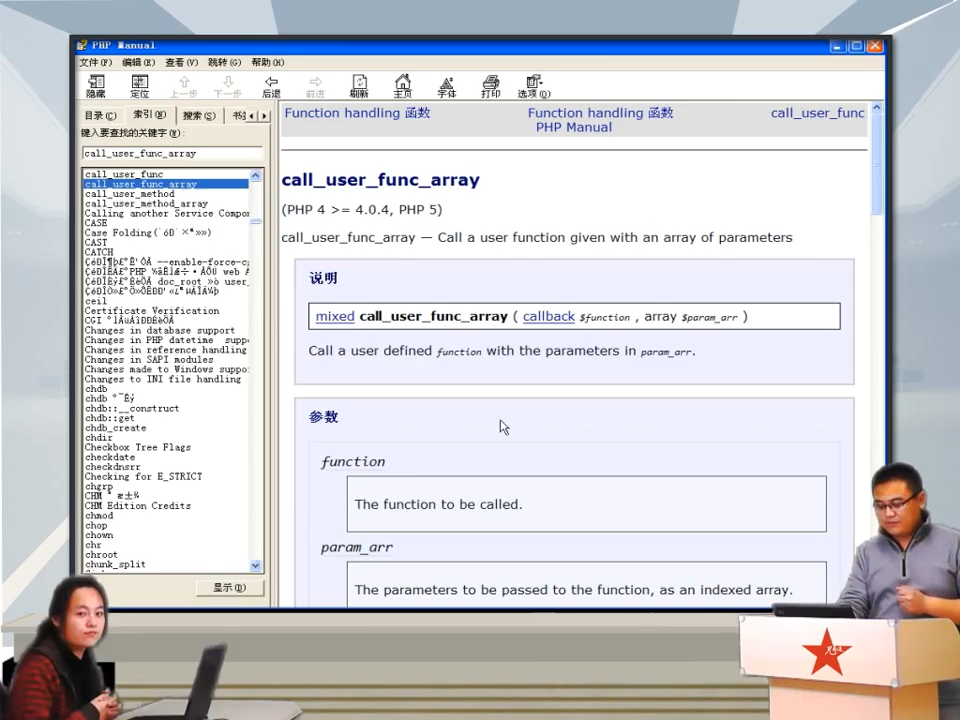 PHP Manual
文件(F) 编辑(E) 查看(V) 跳转(G) 帮助(H)
隐藏 定位 上一步 下一步 后退 前进 刷新 主页 字体 打印 选项(O)
目录(C) 索引(N) 搜索(S) 书签
键入要查找的关键字(W):
call_user_func_array
call_user_func
call_user_func_array
call_user_method
call_user_method_array
Calling another Service Compor
CASE
CAST
CATCH
ceil
Certificate Verification
Changes in database support
Changes in PHP datetime supp
Changes in reference handling
Changes in SAPI modules
Changes made to Windows suppo
Changes to INI file handling
chdb
chdb::__construct
chdb::get
chdb_create
chdir
Checkbox Tree Flags
checkdate
checkdnsrr
Checking for E_STRICT
chgrp
CHM Edition Credits
chmod
chop
chown
chr
chroot
chunk_split
显示(D)
Function handling 函数 Function handling 函数 call_user_func
PHP Manual
call_user_func_array
(PHP 4 >= 4.0.4, PHP 5)
call_user_func_array — Call a user function given with an array of parameters
说明
mixed call_user_func_array ( callback $function , array $param_arr )
Call a user defined function with the parameters in param_arr.
参数
function
The function to be called.
param_arr
The parameters to be passed to the function, as an indexed array.